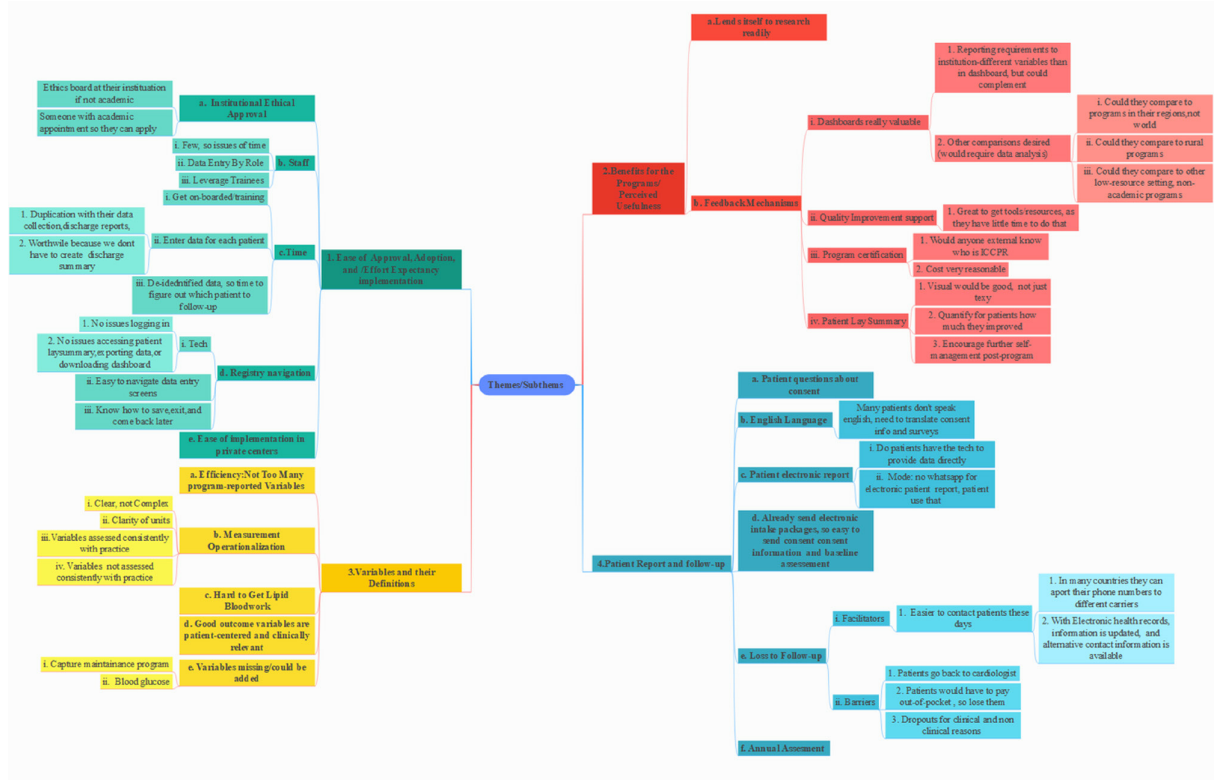 Themes/Subthems
1. Ease of Approval, Adoption,
and /Effort Expectancy
implementation
a. Institutional Ethical
Approval
Ethics board at their instituation
if not academic
Someone with academic
appointment so they can apply
b. Staff
i. Few, so issues of time
ii. Data Entry By Role
iii. Leverage Trainees
c.Time
i. Get on-boarded/training
ii. Enter data for each patient
1. Duplication with their data
collection,discharge reports,
2. Worthwile because we dont
have to create discharge
summary
iii. De-idednfified data, so time to
figure out which patient to
follow-up
d. Registry navigation
i. Tech
1. No issues logging in
2. No issues accessing patient
laysummary,exporting data,or
downloading dashboard
ii. Easy to navigate data entry
screens
iii. Know how to save,exit,and
come back later
e. Ease of implementation in
private centers
2.Benefits for the
Programs/
Perceived
Usefulness
a.Lends itself to research
readily
b. Feedback Mechanisms
i. Dashboards really valuable
1. Reporting requirements to
institution-different variables than
in dashboard, but could
complement
2. Other comparisons desired
(would require data analysis)
i. Could they compare to
programs in their regions,not
world
ii. Could they compare to rural
programs
iii. Could they compare to other
low-resource setting, non-
academic programs
ii. Quality Improvement support
1. Great to get tools/resources, as
they have little time to do that
iii. Program certification
1. Would anyone external know
who is ICCPR
2. Cost very reasonable
iv. Patient Lay Summary
1. Visual would be good, not just
texy
2. Quantify for patients how
much they improved
3. Encourage further self-
management post-program
3.Variables and their
Definitions
a. Efficiency:Not Too Many
program-reported Variables
b. Measurement
Operationalization
i. Clear, not Complex
ii. Clarity of units
iii.Variables assessed consistently
with practice
iv. Variables not assessed
consistently with practice
c. Hard to Get Lipid
Bloodwork
d. Good outcome variables are
patient-centered and clinically
relevant
e. Variables missing/could be
added
i. Capture maintainance program
ii. Blood glucose
4.Patient Report and follow-up
a. Patient questions about
consent
b. English Language
Many patients don't speak
english, need to translate consent
info and surveys
c. Patient electronic report
i. Do patients have the tech to
provide data directly
ii. Mode: no whatsapp for
electronic patient report, patient
use that
d. Already send electronic
intake packages, so easy to
send consent consent
information and baseline
assessement
e. Loss to Follow-up
i. Facilitators
1. Easier to contact patients these
days
1. In many countries they can
aport their phone numbers to
different carriers
2. With Electronic health records,
information is updated, and
alternative contact information is
available
ii. Barriers
1. Patients go back to cardiologist
2. Patients would have to pay
out-of-pocket , so lose them
3. Dropouts for clinical and non
clinical reasons
f. Annual Assesment